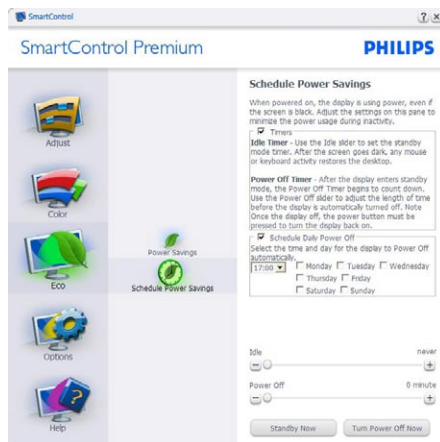 SmartControl
SmartControl Premium
PHILIPS
Adjust
Color
Eco
Options
Help
Power Savings
Schedule Power Savings
Schedule Power Savings
When powered on, the display is using power, even if
the screen is black. Adjust the settings on this pane to
minimize the power usage during inactivity.
Timers
Idle Timer - Use the Idle slider to set the standby
mode timer. After the screen goes dark, any mouse
or keyboard activity restores the desktop.
Power Off Timer - After the display enters standby
mode, the Power Off Timer begins to count down.
Use the Power Off slider to adjust the length of time
before the display is automatically turned off. Note
Once the display off, the power button must be
pressed to turn the display back on.
Schedule Daily Power Off
Select the time and day for the display to Power Off
automatically.
17:00 Monday Tuesday Wednesday
Thursday Friday
Saturday Sunday
Idle never
Power Off 0 minute
Standby Now Turn Power Off Now